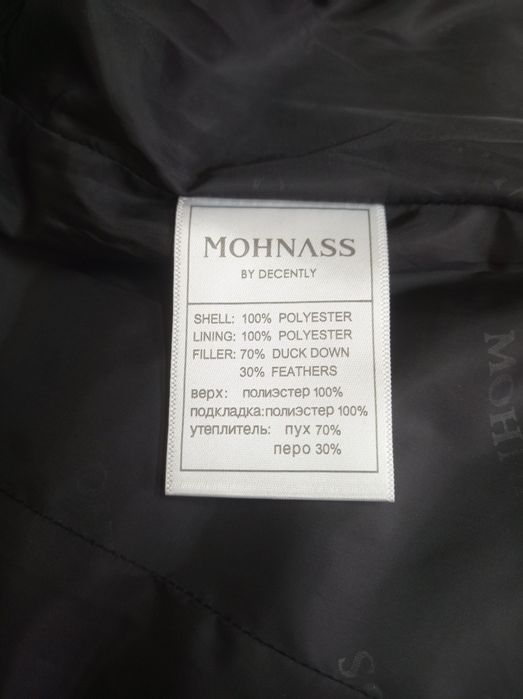 MOHNASS
BY DECENTLY
SHELL: 100% POLYESTER
LINING: 100% POLYESTER
FILLER: 70% DUCK DOWN
30% FEATHERS
верх: полиэстер 100%
подкладка:полиэстер 100%
утеплитель: пух 70%
перо 30%
MOH